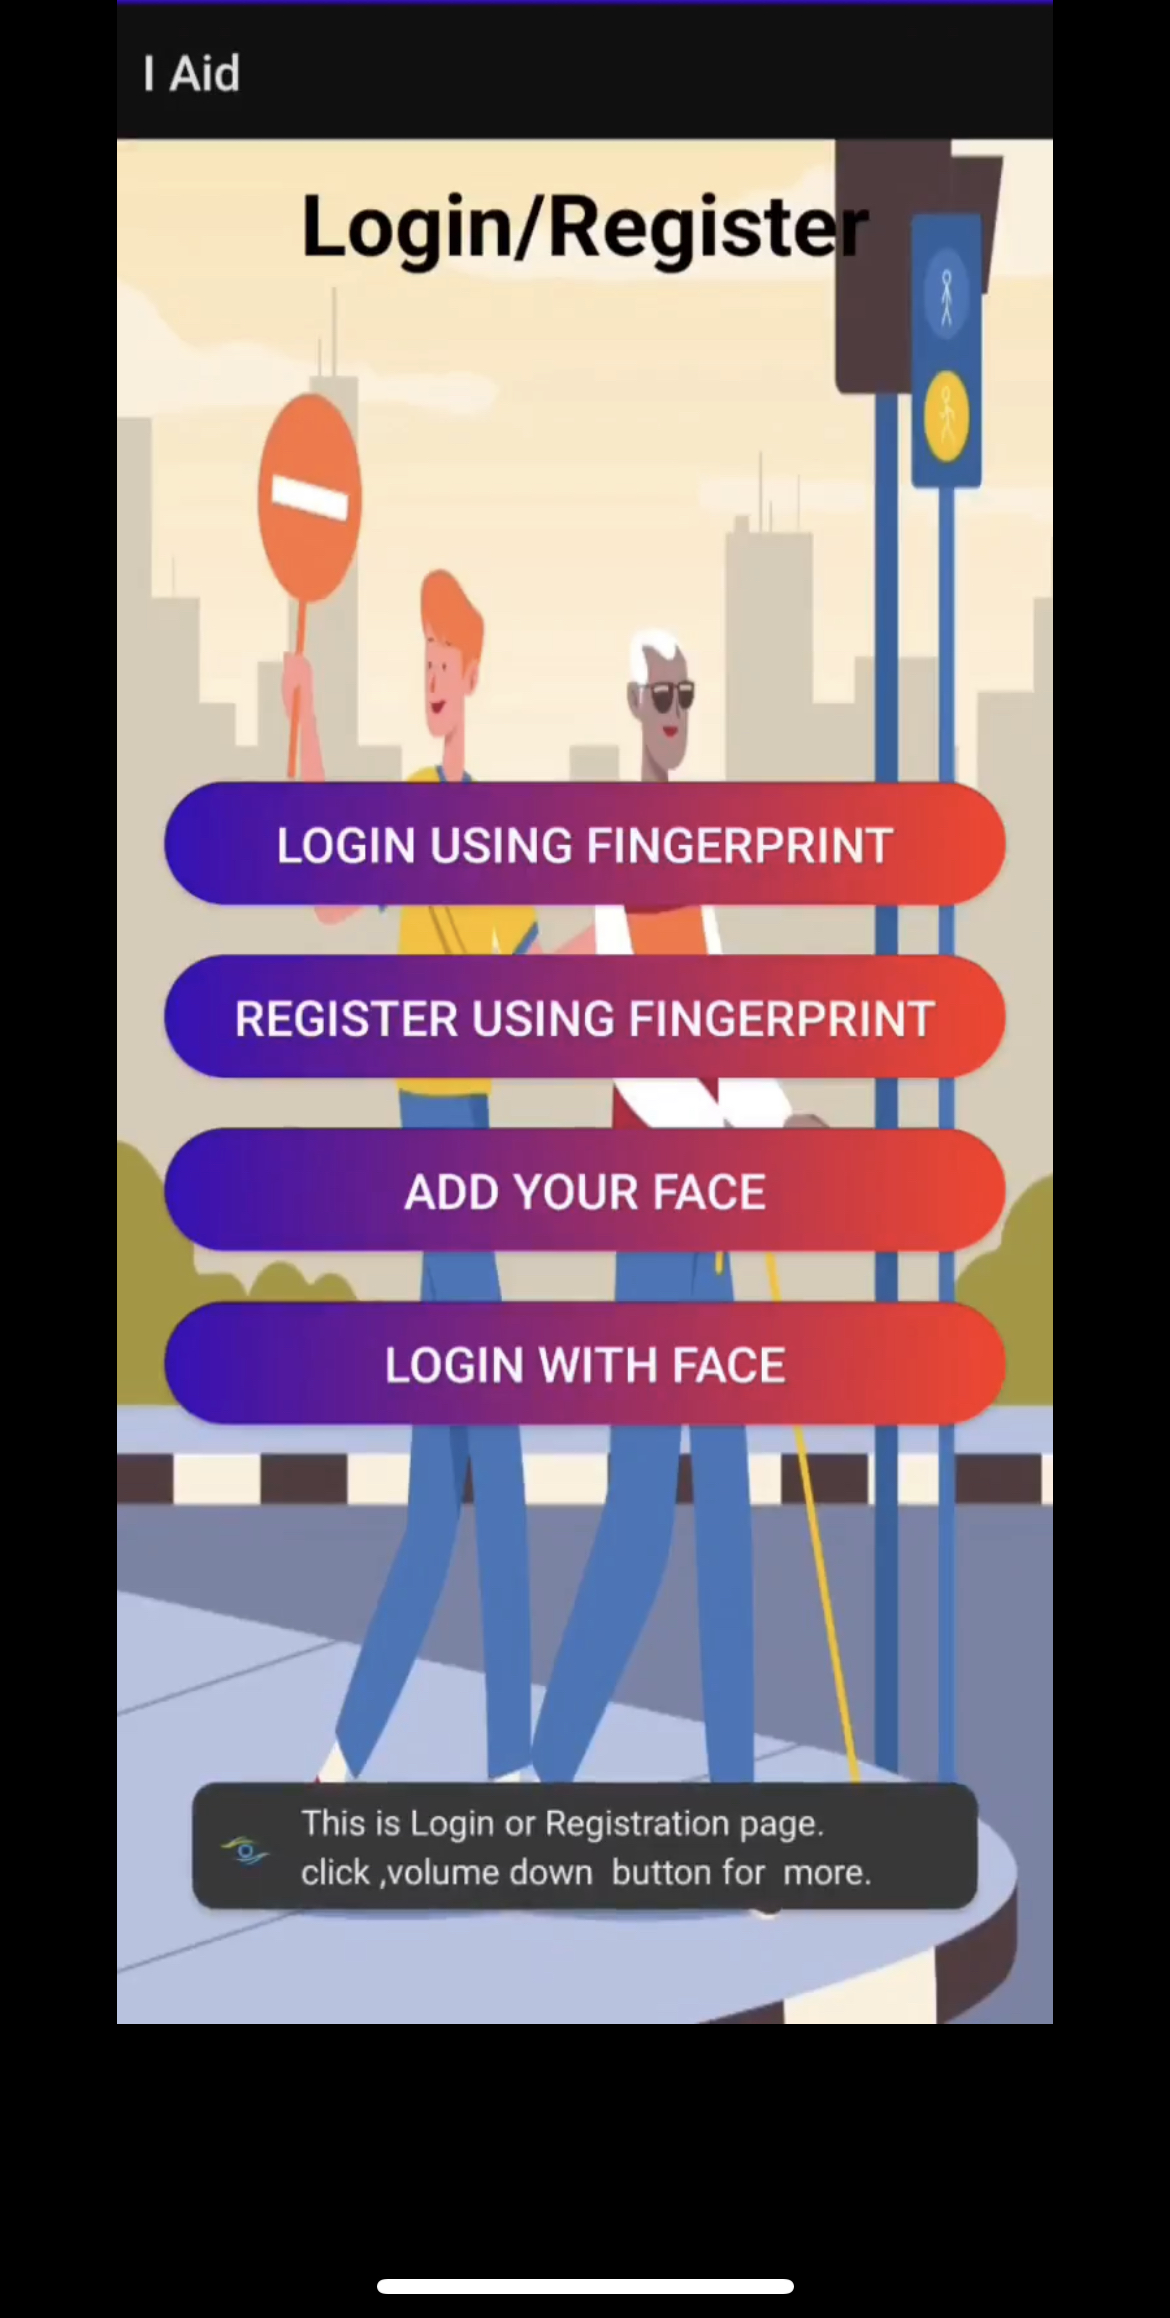 I Aid
Login/Register
LOGIN USING FINGERPRINT
REGISTER USING FINGERPRINT
ADD YOUR FACE
LOGIN WITH FACE
This is Login or Registration page.
click ,volume down  button for  more.